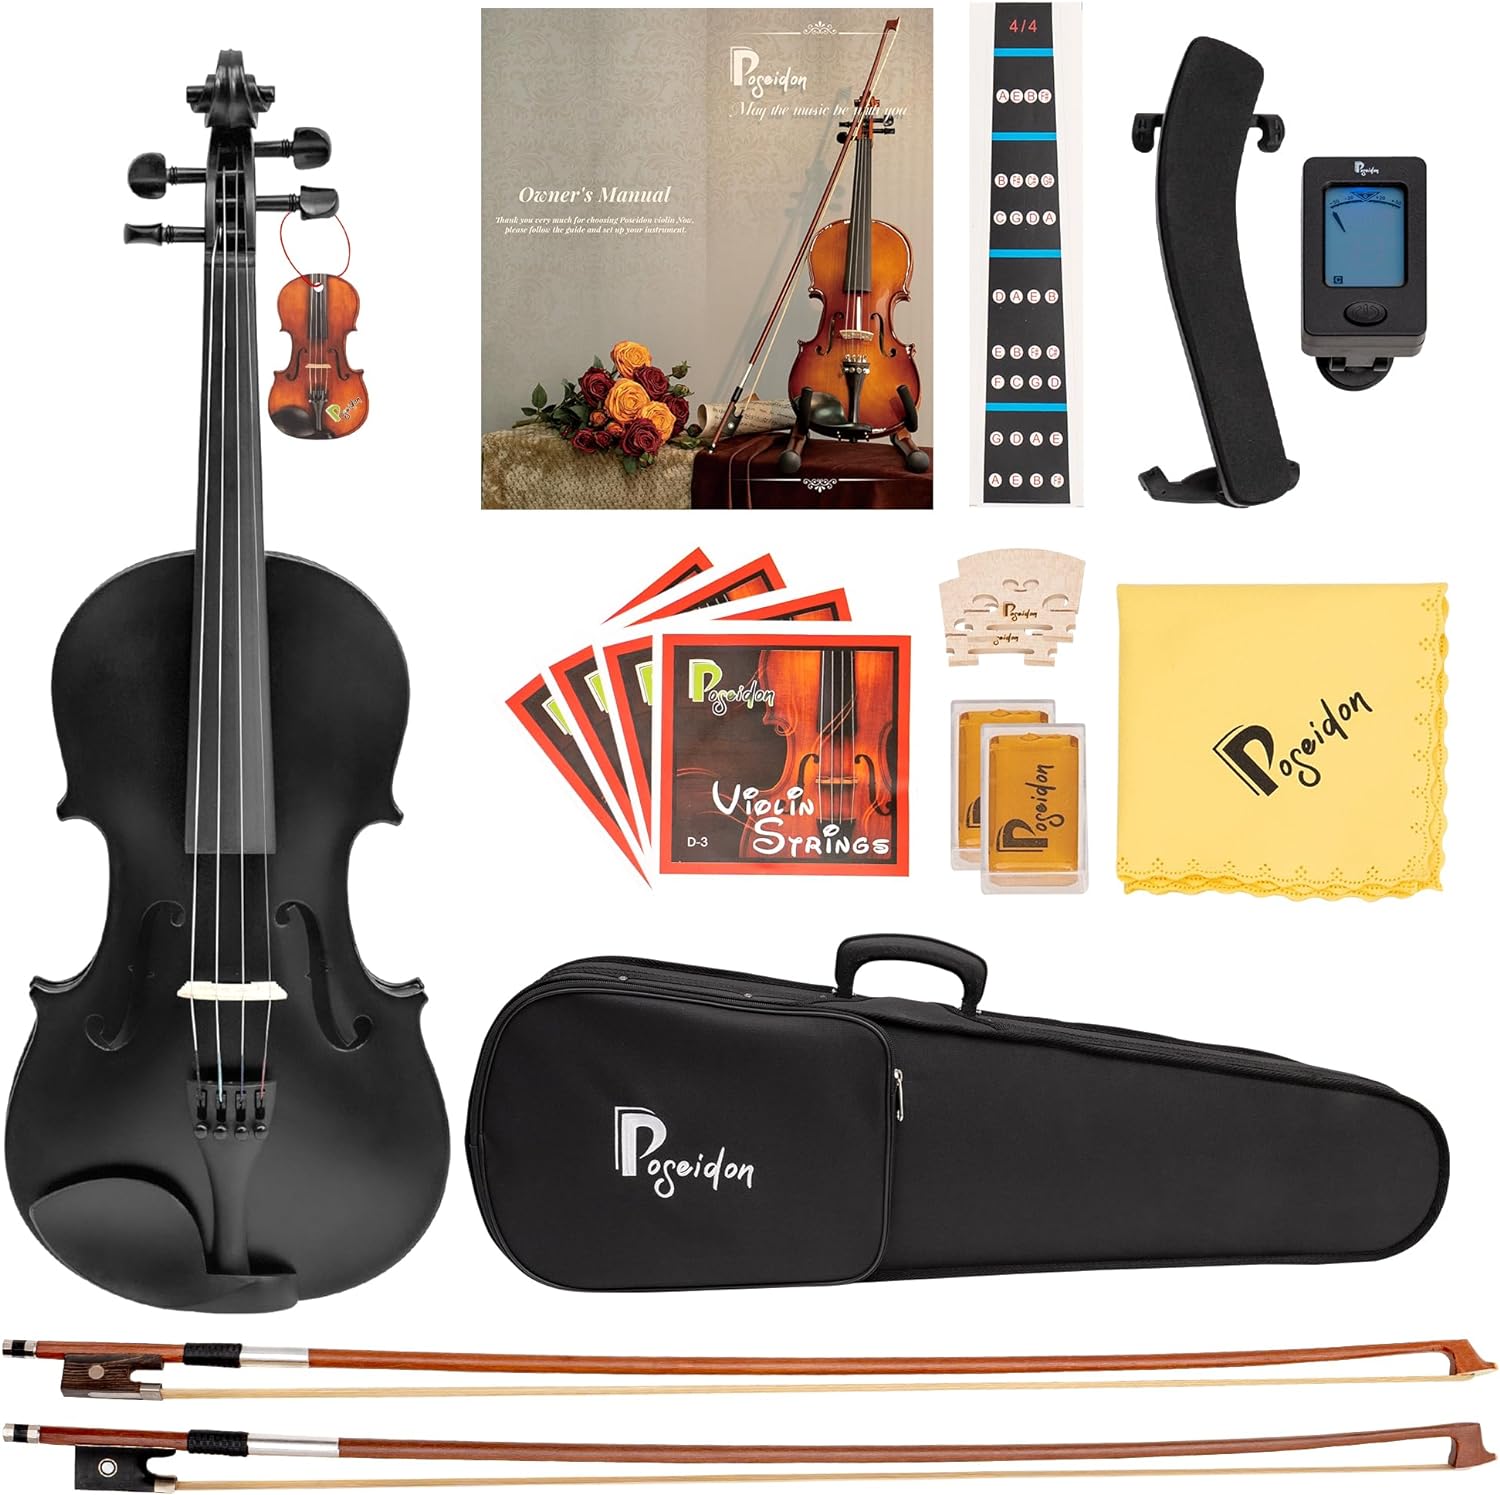 Poseidon
May the music be with you
Owner's Manual
Thank you very much for choosing Poseidon violin. Now,
please follow the guide and set up your instrument.
4/4
A E B F#
B F# C# G#
C G D A
D A E B
E B F# C#
F C G D
G D A E
A E B F#
Poseidon
C
Poseidon
Poseidon
Violin
Strings
D-3
Poseidon
Poseidon
Poseidon
Poseidon
Poseidon